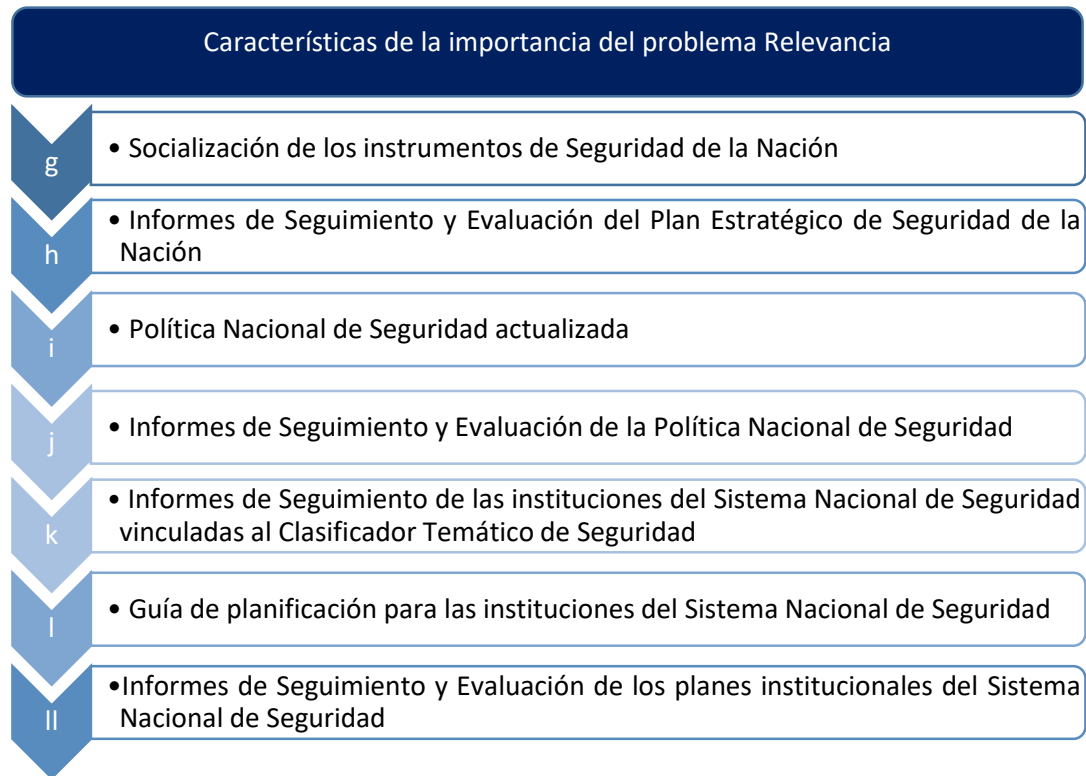 Características de la importancia del problema Relevancia
g
• Socialización de los instrumentos de Seguridad de la Nación
h
• Informes de Seguimiento y Evaluación del Plan Estratégico de Seguridad de la
Nación
i
• Política Nacional de Seguridad actualizada
j
• Informes de Seguimiento y Evaluación de la Política Nacional de Seguridad
k
• Informes de Seguimiento de las instituciones del Sistema Nacional de Seguridad
vinculadas al Clasificador Temático de Seguridad
l
• Guía de planificación para las instituciones del Sistema Nacional de Seguridad
ll
•Informes de Seguimiento y Evaluación de los planes institucionales del Sistema
Nacional de Seguridad